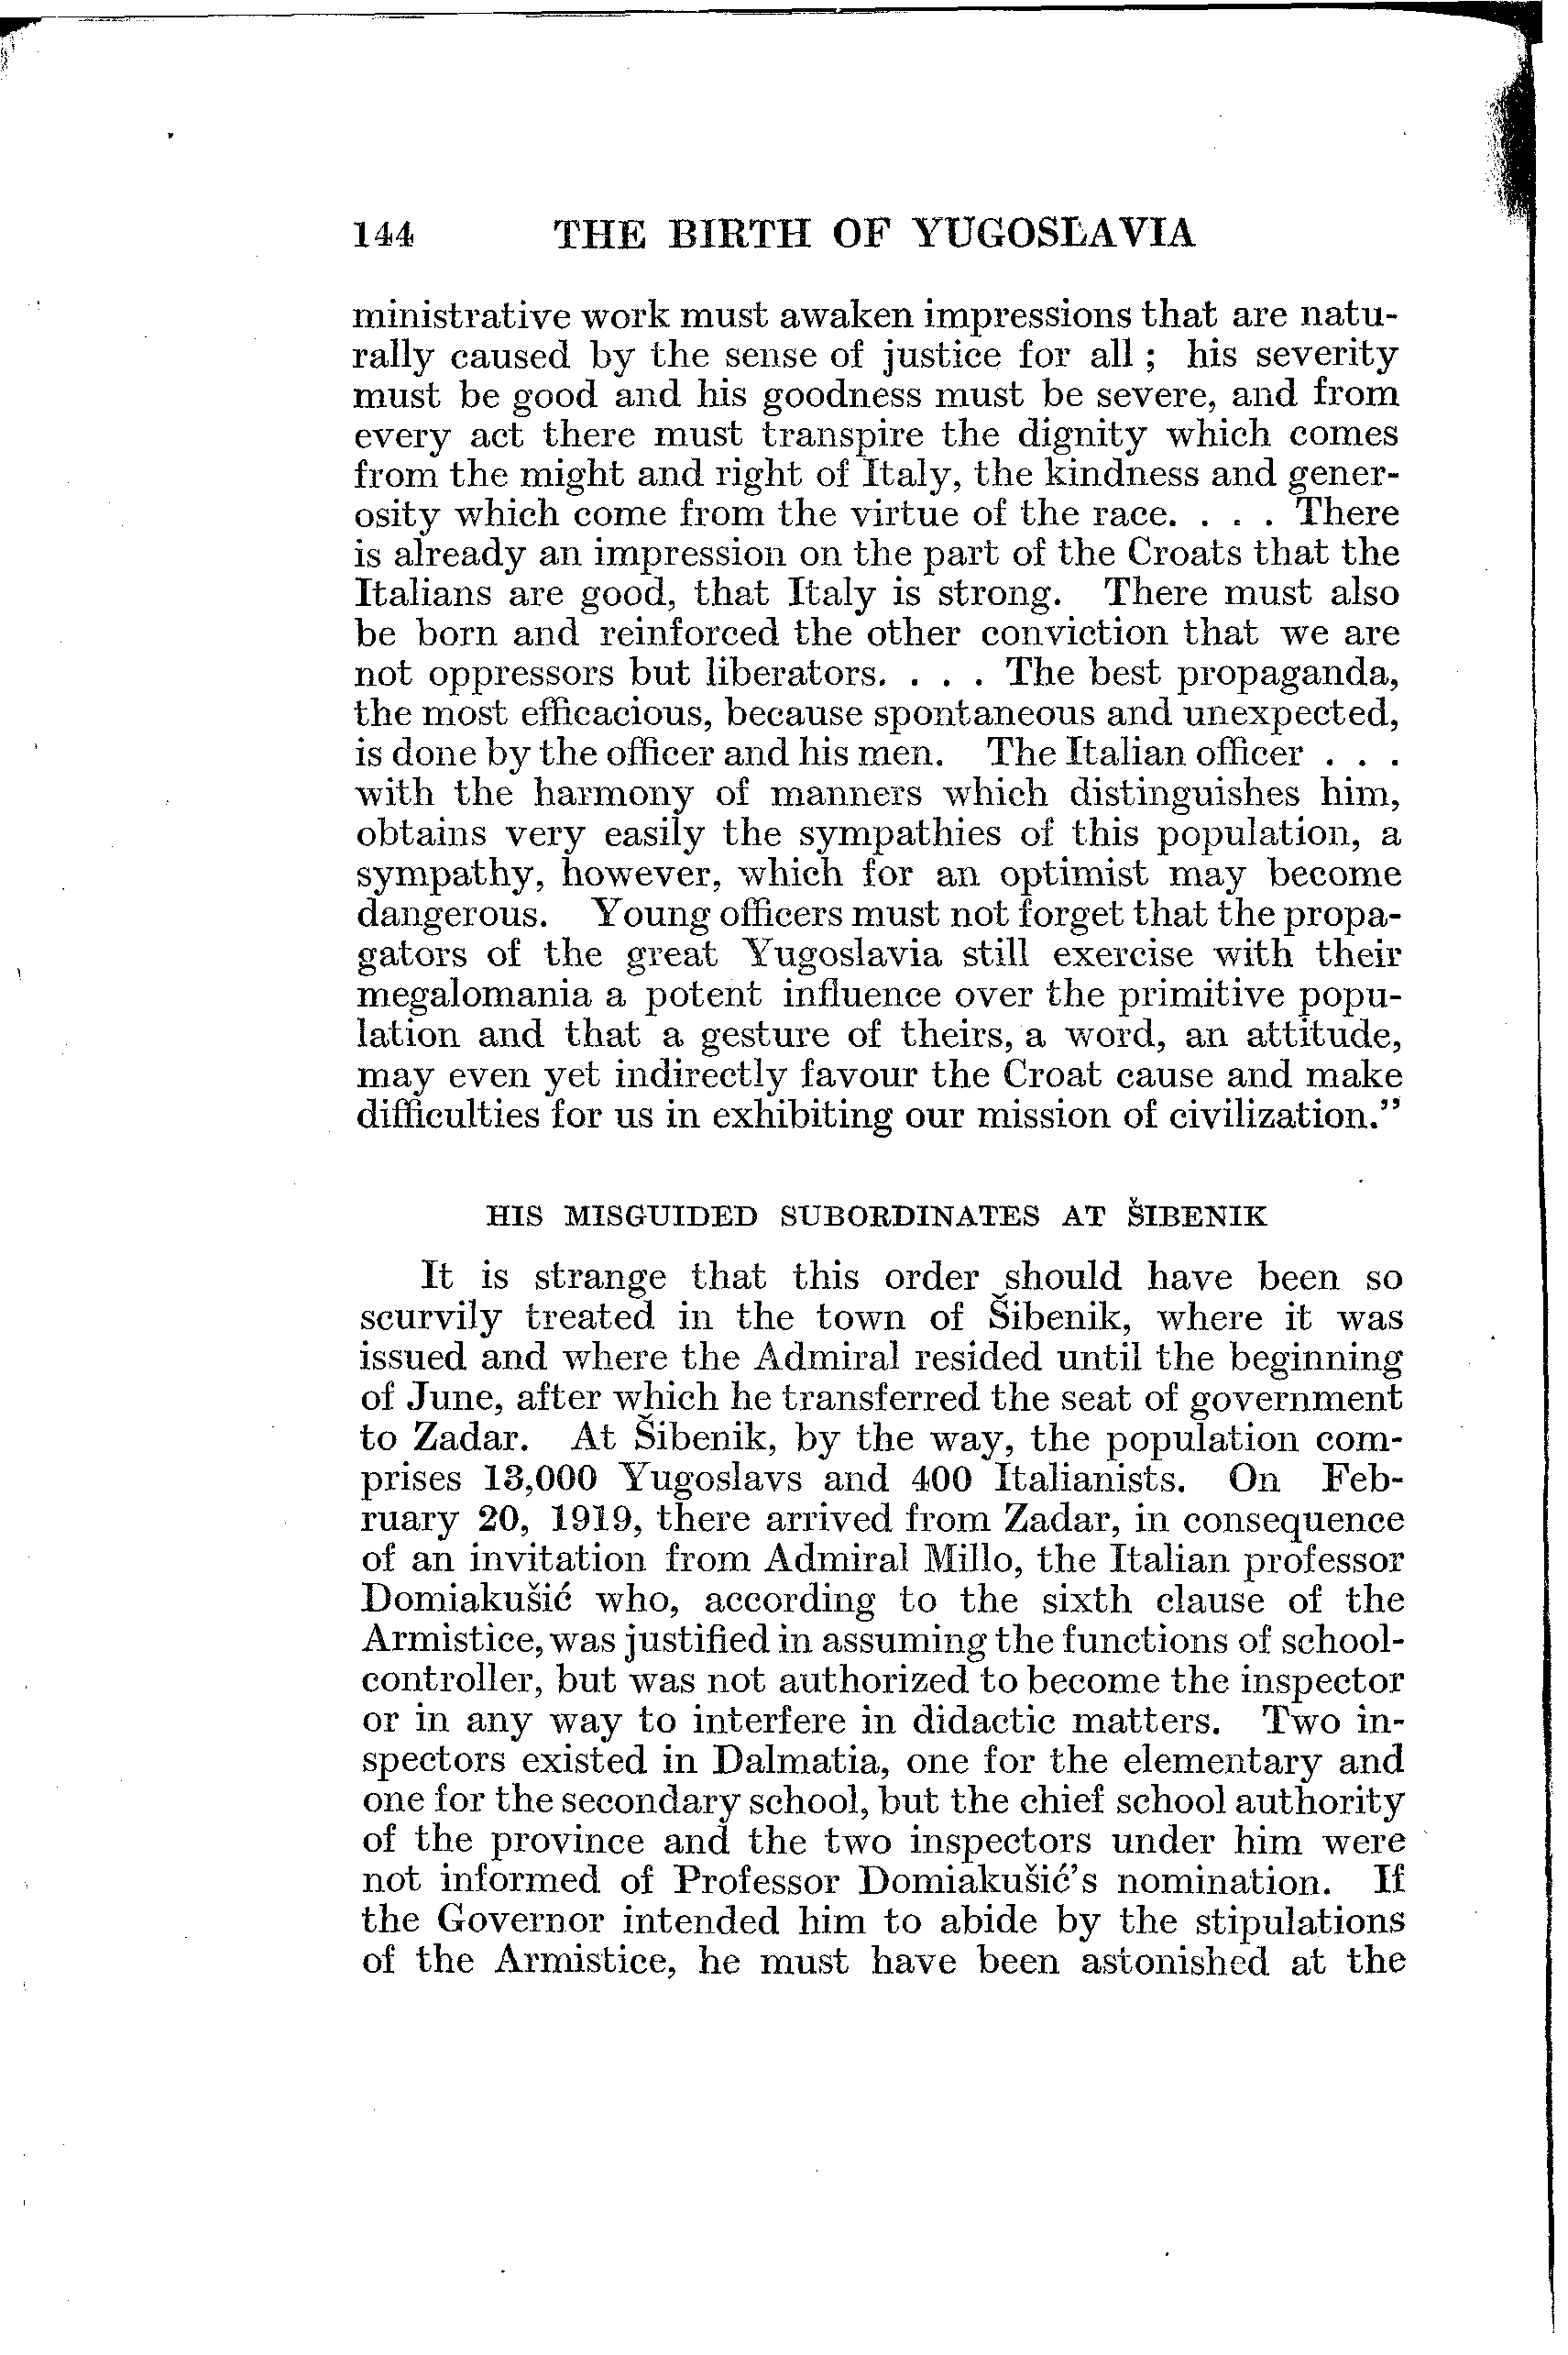 144 THE BIRTH OF YUGOSLAVIA
ministrative work must awaken impressions that are natu-
rally caused by the sense of justice for all ; his severity
must be good and his goodness must be severe, and from
every act there must transpire the dignity which comes
from the might and right of Italy, the kindness and gener-
osity which come from the virtue of the race. . . . There
is already an impression on the part of the Croats that the
Italians are good, that Italy is strong. There must also
be born and reinforced the other conviction that we are
not oppressors but liberators. . . . The best propaganda,
the most efficacious, because spontaneous and unexpected,
is done by the officer and his men. The Italian officer . . .
with the harmony of manners which distinguishes him,
obtains very easily the sympathies of this population, a
sympathy, however, which for an optimist may become
dangerous. Young officers must not forget that the propa-
gators of the great Yugoslavia still exercise with their
megalomania a potent influence over the primitive popu-
lation and that a gesture of theirs, a word, an attitude,
may even yet indirectly favour the Croat cause and make
difficulties for us in exhibiting our mission of civilization."
HIS MISGUIDED SUBORDINATES AT ŠIBENIK
It is strange that this order should have been so
scurvily treated in the town of Šibenik, where it was
issued and where the Admiral resided until the beginning
of June, after which he transferred the seat of government
to Zadar. At Šibenik, by the way, the population com-
prises 13,000 Yugoslavs and 400 Italianists. On Feb-
ruary 20, 1919, there arrived from Zadar, in consequence
of an invitation from Admiral Millo, the Italian professor
Domiakušić who, according to the sixth clause of the
Armistice, was justified in assuming the functions of school-
controller, but was not authorized to become the inspector
or in any way to interfere in didactic matters. Two in-
spectors existed in Dalmatia, one for the elementary and
one for the secondary school, but the chief school authority
of the province and the two inspectors under him were
not informed of Professor Domiakušić's nomination. If
the Governor intended him to abide by the stipulations
of the Armistice, he must have been astonished at the